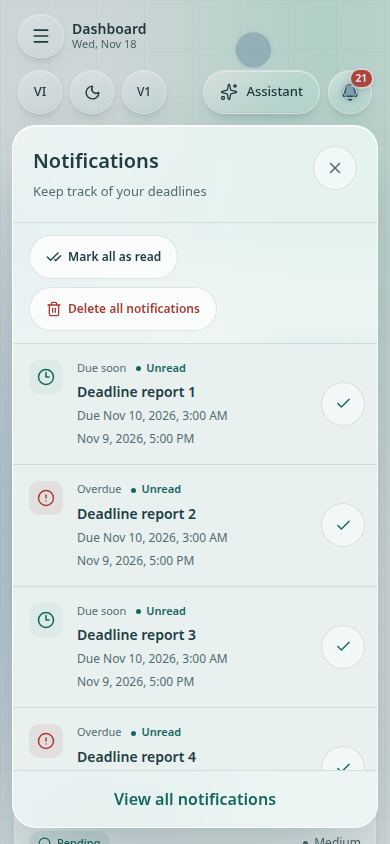 Dashboard
Wed, Nov 18
VI
V1
Assistant
21
Notifications
Keep track of your deadlines
Mark all as read
Delete all notifications
Due soon • Unread
Deadline report 1
Due Nov 10, 2026, 3:00 AM
Nov 9, 2026, 5:00 PM
Overdue • Unread
Deadline report 2
Due Nov 10, 2026, 3:00 AM
Nov 9, 2026, 5:00 PM
Due soon • Unread
Deadline report 3
Due Nov 10, 2026, 3:00 AM
Nov 9, 2026, 5:00 PM
Overdue • Unread
Deadline report 4
View all notifications
Pending • Medium